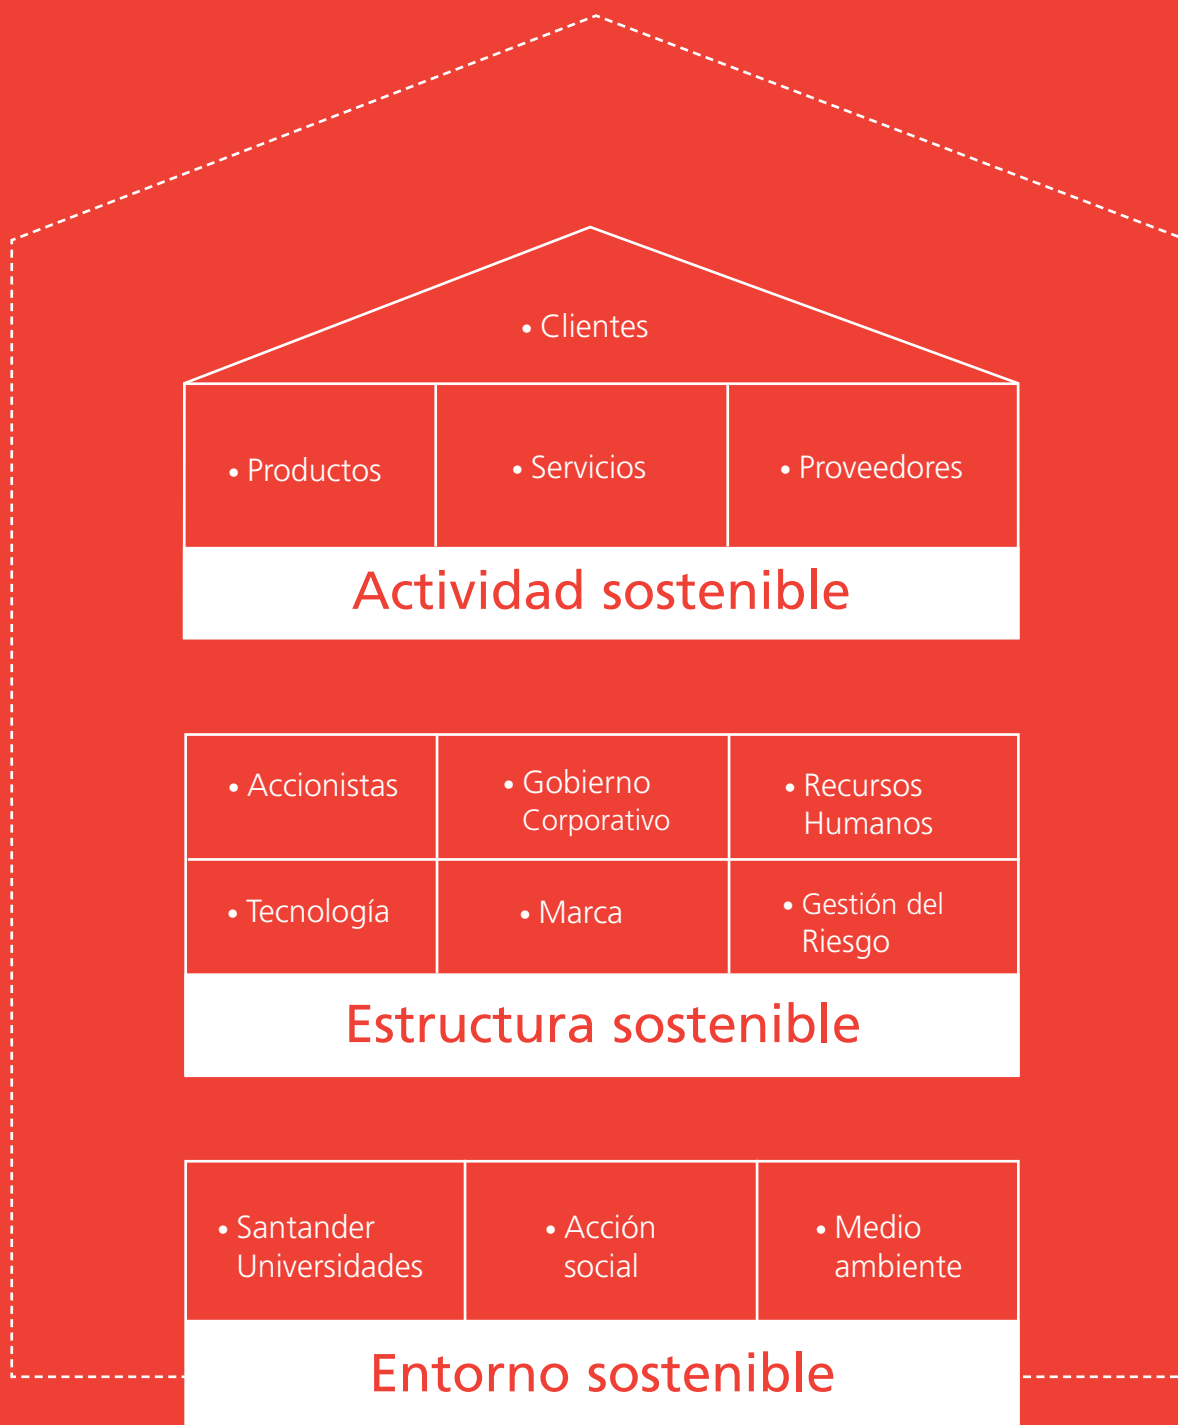 • Clientes
• Productos
• Servicios
• Proveedores
Actividad sostenible
• Accionistas
• Gobierno
Corporativo
• Recursos
Humanos
• Tecnología
• Marca
• Gestión del
Riesgo
Estructura sostenible
• Santander
Universidades
• Acción
social
• Medio
ambiente
Entorno sostenible